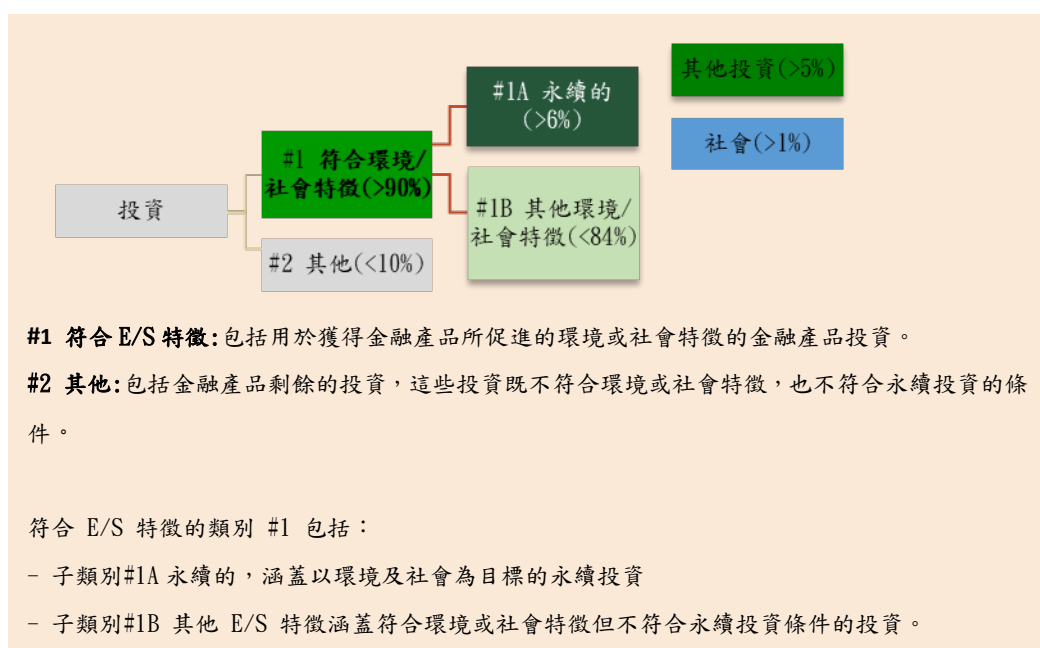 其他投資(>5%)
#1A 永續的
(>6%)
社會(>1%)
#1 符合環境/
社會特徵(>90%)
投資
#1B 其他環境/
社會特徵(<84%)
#2 其他(<10%)
#1 符合 E/S 特徵:包括用於獲得金融產品所促進的環境或社會特徵的金融產品投資。
#2 其他:包括金融產品剩餘的投資，這些投資既不符合環境或社會特徵，也不符合永續投資的條
件。
符合 E/S 特徵的類別 #1 包括：
- 子類別#1A 永續的，涵蓋以環境及社會為目標的永續投資
- 子類別#1B 其他 E/S 特徵涵蓋符合環境或社會特徵但不符合永續投資條件的投資。